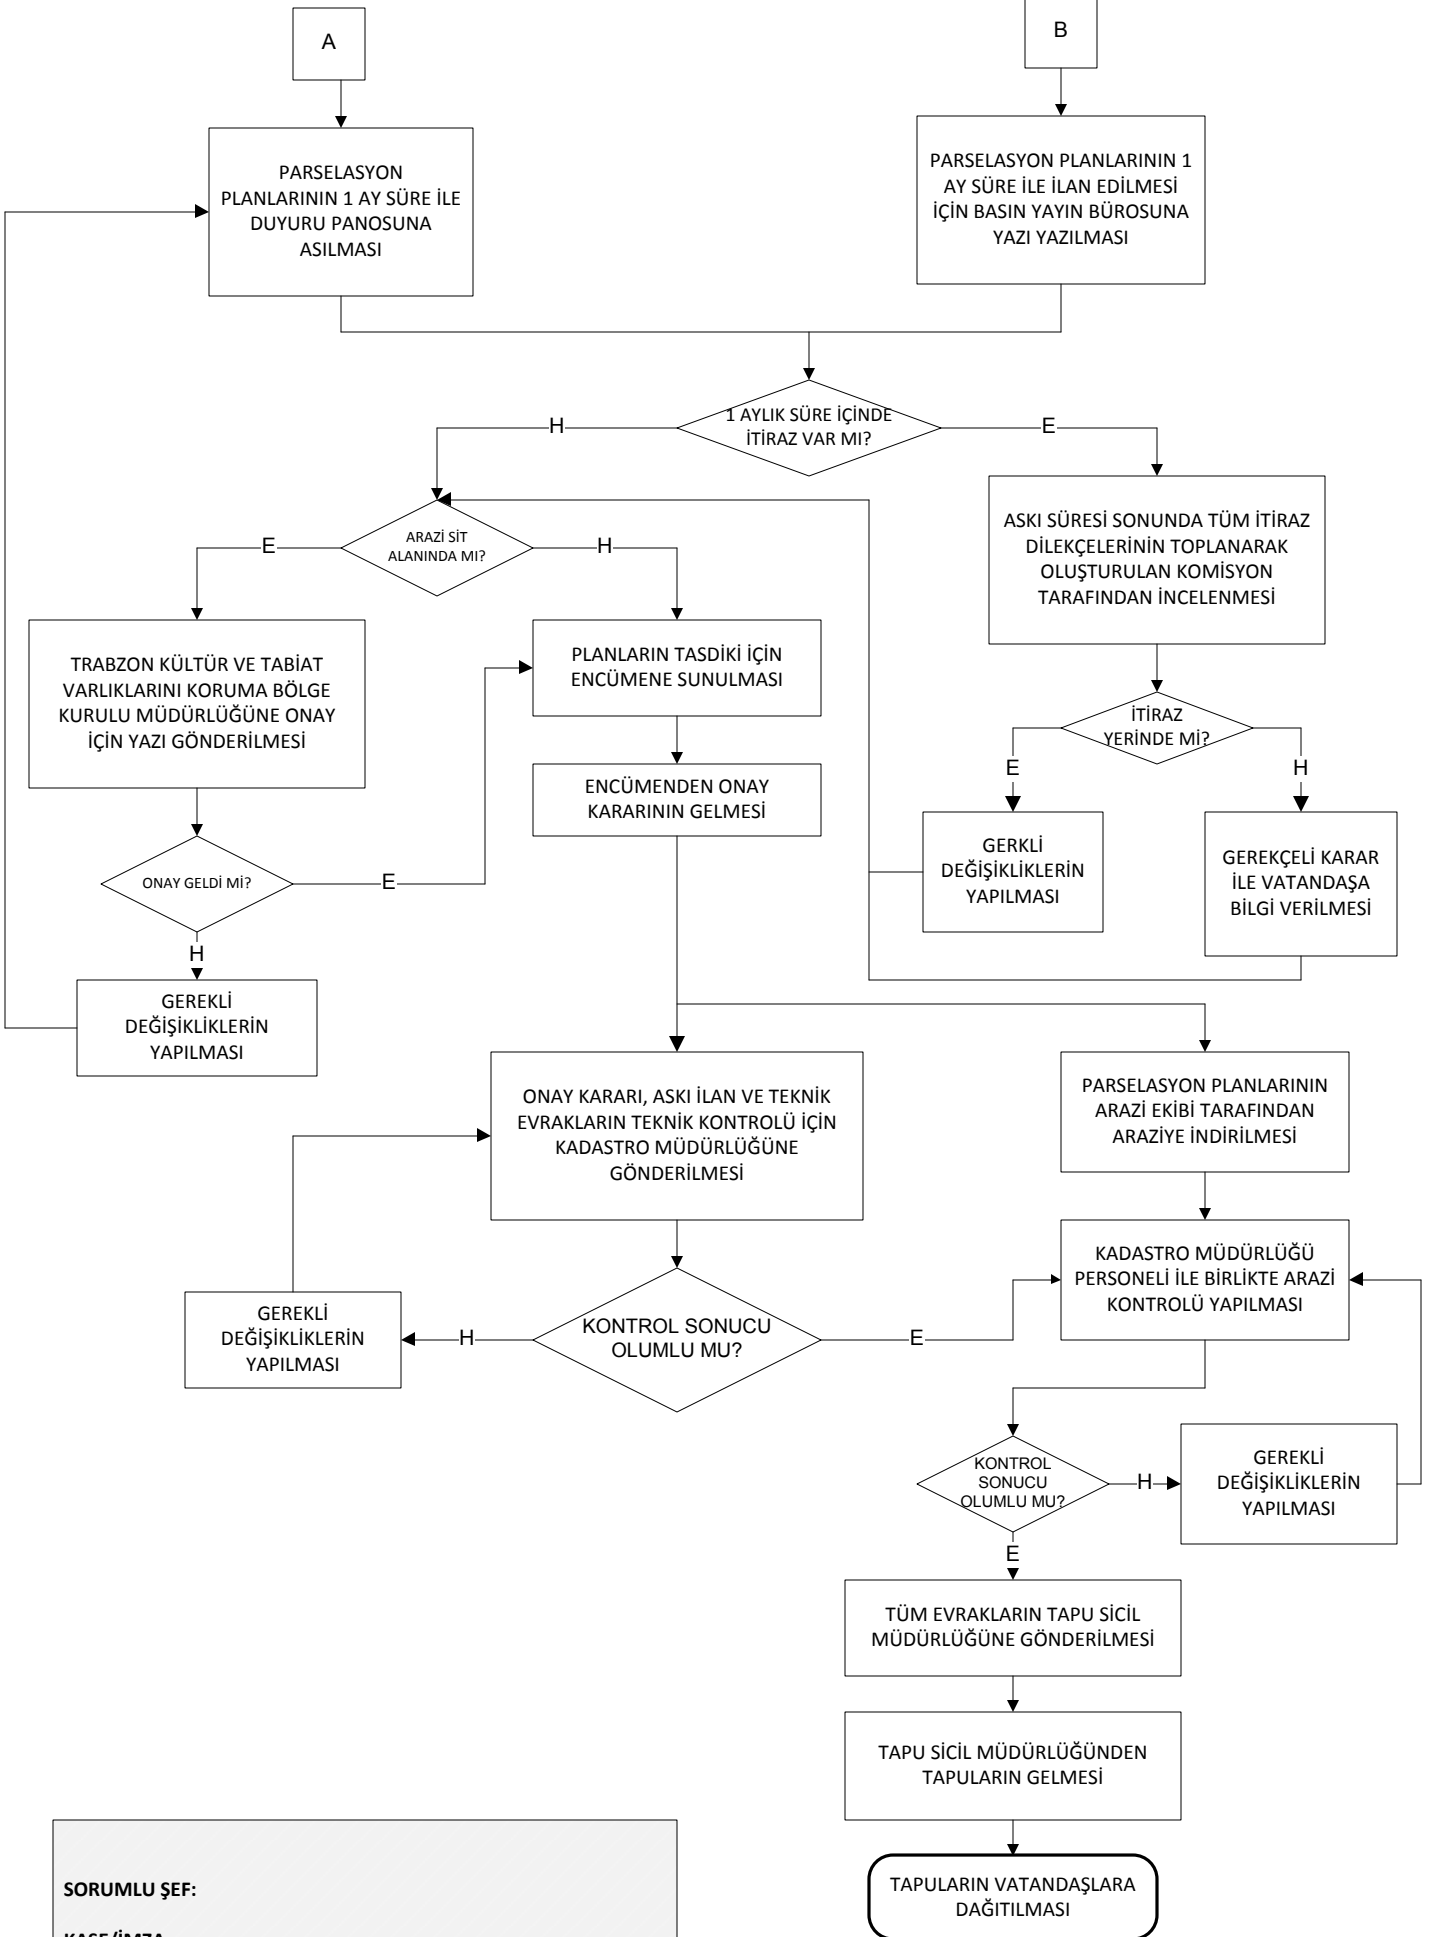 A
B
PARSELASYON
PLANLARININ 1 AY SÜRE İLE
DUYURU PANOSUNA
ASILMASI
PARSELASYON PLANLARININ 1
AY SÜRE İLE İLAN EDİLMESİ
İÇİN BASIN YAYIN BÜROSUNA
YAZI YAZILMASI
1 AYLIK SÜRE İÇİNDE
İTİRAZ VAR MI?
H
E
ARAZİ SİT
ALANINDA MI?
E
H
ASKI SÜRESİ SONUNDA TÜM İTİRAZ
DİLEKÇELERİNİN TOPLANARAK
OLUŞTURULAN KOMİSYON
TARAFINDAN İNCELENMESİ
TRABZON KÜLTÜR VE TABİAT
VARLIKLARINI KORUMA BÖLGE
KURULU MÜDÜRLÜĞÜNE ONAY
İÇİN YAZI GÖNDERİLMESİ
PLANLARIN TASDİKİ İÇİN
ENCÜMENE SUNULMASI
İTİRAZ
YERİNDE Mİ?
E
H
ENCÜMENDEN ONAY
KARARININ GELMESİ
GERKLİ
DEĞİŞİKLİKLERİN
YAPILMASI
GEREKÇELİ KARAR
İLE VATANDAŞA
BİLGİ VERİLMESİ
ONAY GELDİ Mİ?
E
H
GEREKLİ
DEĞİŞİKLİKLERİN
YAPILMASI
ONAY KARARI, ASKI İLAN VE TEKNİK
EVRAKLARIN TEKNİK KONTROLÜ İÇİN
KADASTRO MÜDÜRLÜĞÜNE
GÖNDERİLMESİ
PARSELASYON PLANLARININ
ARAZİ EKİBİ TARAFINDAN
ARAZİYE İNDİRİLMESİ
KADASTRO MÜDÜRLÜĞÜ
PERSONELİ İLE BİRLİKTE ARAZİ
KONTROLÜ YAPILMASI
GEREKLİ
DEĞİŞİKLİKLERİN
YAPILMASI
H
KONTROL SONUCU
OLUMLU MU?
E
KONTROL
SONUCU
OLUMLU MU?
H
GEREKLİ
DEĞİŞİKLİKLERİN
YAPILMASI
E
TÜM EVRAKLARIN TAPU SİCİL
MÜDÜRLÜĞÜNE GÖNDERİLMESİ
TAPU SİCİL MÜDÜRLÜĞÜNDEN
TAPULARIN GELMESİ
TAPULARIN VATANDAŞLARA
DAĞITILMASI
SORUMLU ŞEF:
KAŞE/İMZA